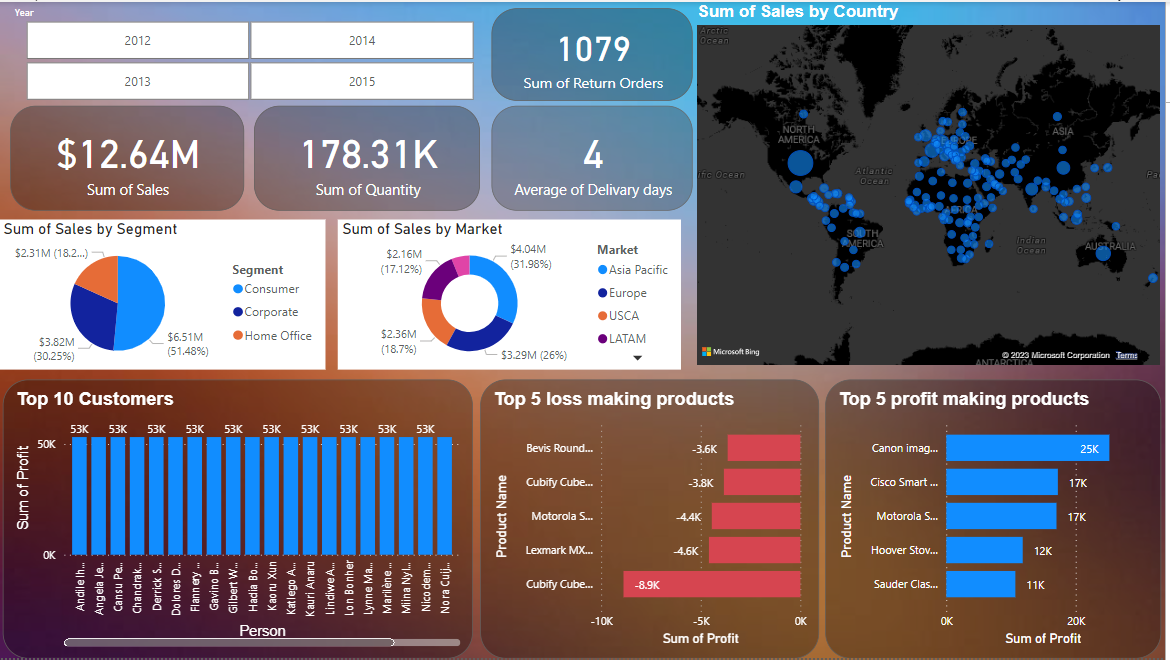 Year
2012
2014
2013
2015
1079
Sum of Return Orders
$12.64M
Sum of Sales
178.31K
Sum of Quantity
4
Average of Delivary days
Sum of Sales by Country
Arctic
Ocean
NORTH
AMERICA
EUROPE
ASIA
Atlantic
Ocean
AFRICA
SOUTH
AMERICA
Indian
Ocean
AUSTRALIA
ANTARCTICA
Microsoft Bing
© 2023 Microsoft Corporation Terms
Sum of Sales by Segment
$2.31M (18.2...)
$3.82M
(30.25%)
$6.51M
(51.48%)
Segment
Consumer
Corporate
Home Office
Sum of Sales by Market
$2.16M
(17.12%)
$4.04M
(31.98%)
$2.36M
(18.7%)
$3.29M (26%)
Market
Asia Pacific
Europe
USCA
LATAM
Top 10 Customers
Sum of Profit
50K
0K
53K 53K 53K 53K 53K 53K 53K 53K 53K 53K
Andile Ih...
Angelia Je...
Cansu Pe...
Chandrak...
Derrick S...
Dolores D...
Flannery ...
Gavino B...
Gilbert W...
Hadia Bo...
Kaoru Xun
Katlego A...
Kauri Anaru
Lindiwe A...
Lon Bonher
Lynne Ma...
Marilène ...
Milina Nyl...
Nicodem...
Nora Cuij...
Person
Top 5 loss making products
Product Name
Bevis Round... -3.6K
Cubify Cube... -3.8K
Motorola S... -4.4K
Lexmark MX... -4.6K
Cubify Cube... -8.9K
-10K -5K 0K
Sum of Profit
Top 5 profit making products
Product Name
Canon imag... 25K
Cisco Smart ... 17K
Motorola S... 17K
Hoover Stov... 12K
Sauder Clas... 11K
0K 20K
Sum of Profit